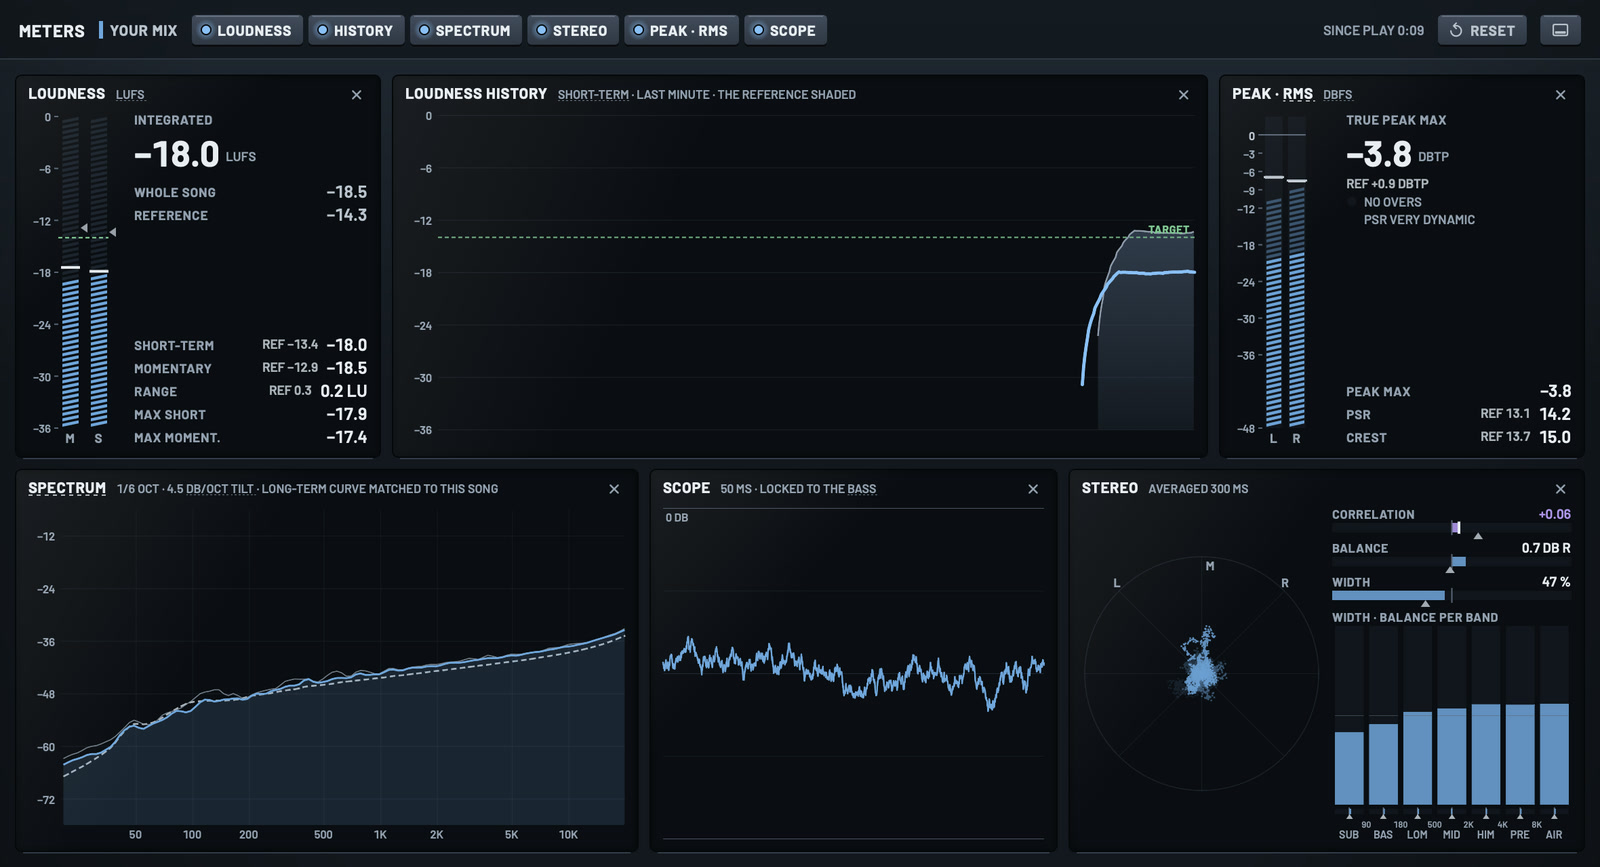 METERS YOUR MIX LOUDNESS HISTORY SPECTRUM STEREO PEAK · RMS SCOPE SINCE PLAY 0:09 RESET
LOUDNESS LUFS
0
−6
−12
−18
−24
−30
−36
M S
INTEGRATED
−18.0 LUFS
WHOLE SONG −18.5
REFERENCE −14.3
SHORT-TERM REF −13.4 −18.0
MOMENTARY REF −12.9 −18.5
RANGE REF 0.3 0.2 LU
MAX SHORT −17.9
MAX MOMENT. −17.4
LOUDNESS HISTORY SHORT-TERM · LAST MINUTE · THE REFERENCE SHADED
0
−6
−12
TARGET
−18
−24
−30
−36
PEAK · RMS DBFS
0
−3
−6
−9
−12
−18
−24
−30
−36
−48
L R
TRUE PEAK MAX
−3.8 DBTP
REF +0.9 DBTP
NO OVERS
PSR VERY DYNAMIC
PEAK MAX −3.8
PSR REF 13.1 14.2
CREST REF 13.7 15.0
SPECTRUM 1/6 OCT · 4.5 DB/OCT TILT · LONG-TERM CURVE MATCHED TO THIS SONG
−12
−24
−36
−48
−60
−72
50 100 200 500 1K 2K 5K 10K
SCOPE 50 MS · LOCKED TO THE BASS
0 DB
STEREO AVERAGED 300 MS
L M R
CORRELATION +0.06
BALANCE 0.7 DB R
WIDTH 47 %
WIDTH · BALANCE PER BAND
90 180 500 2K 4K 8K
SUB BAS LOM MID HIM PRE AIR